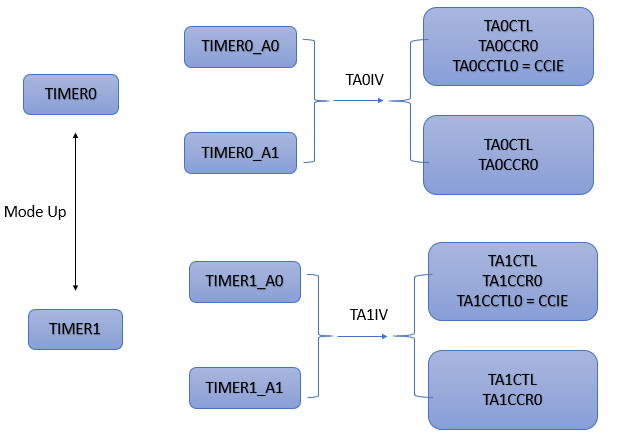 TIMER0
Mode Up
TIMER1
TIMER0_A0
TIMER0_A1
TA0IV
TA0CTL
TA0CCR0
TA0CCTL0 = CCIE
TA0CTL
TA0CCR0
TIMER1_A0
TIMER1_A1
TA1IV
TA1CTL
TA1CCR0
TA1CCTL0 = CCIE
TA1CTL
TA1CCR0